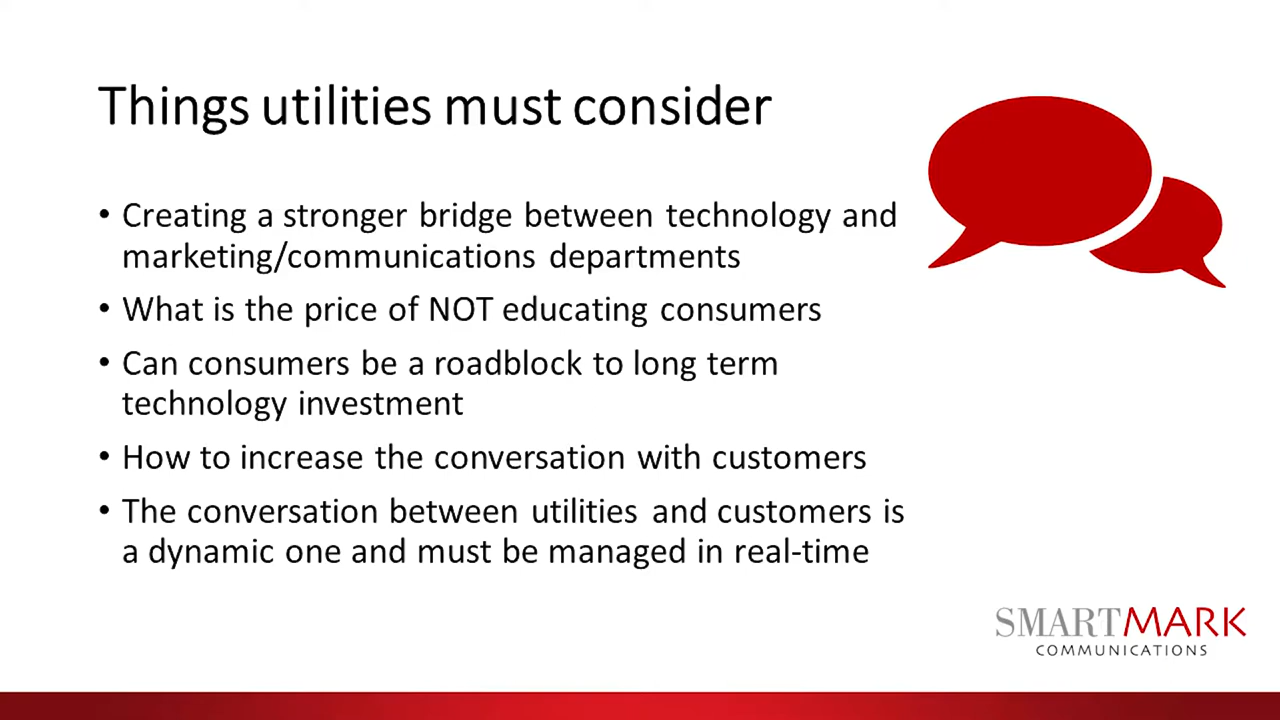 Things utilities must consider
• Creating a stronger bridge between technology and
marketing/communications departments
• What is the price of NOT educating consumers
• Can consumers be a roadblock to long term
technology investment
• How to increase the conversation with customers
• The conversation between utilities and customers is
a dynamic one and must be managed in real-time
SMARTMARK
COMMUNICATIONS